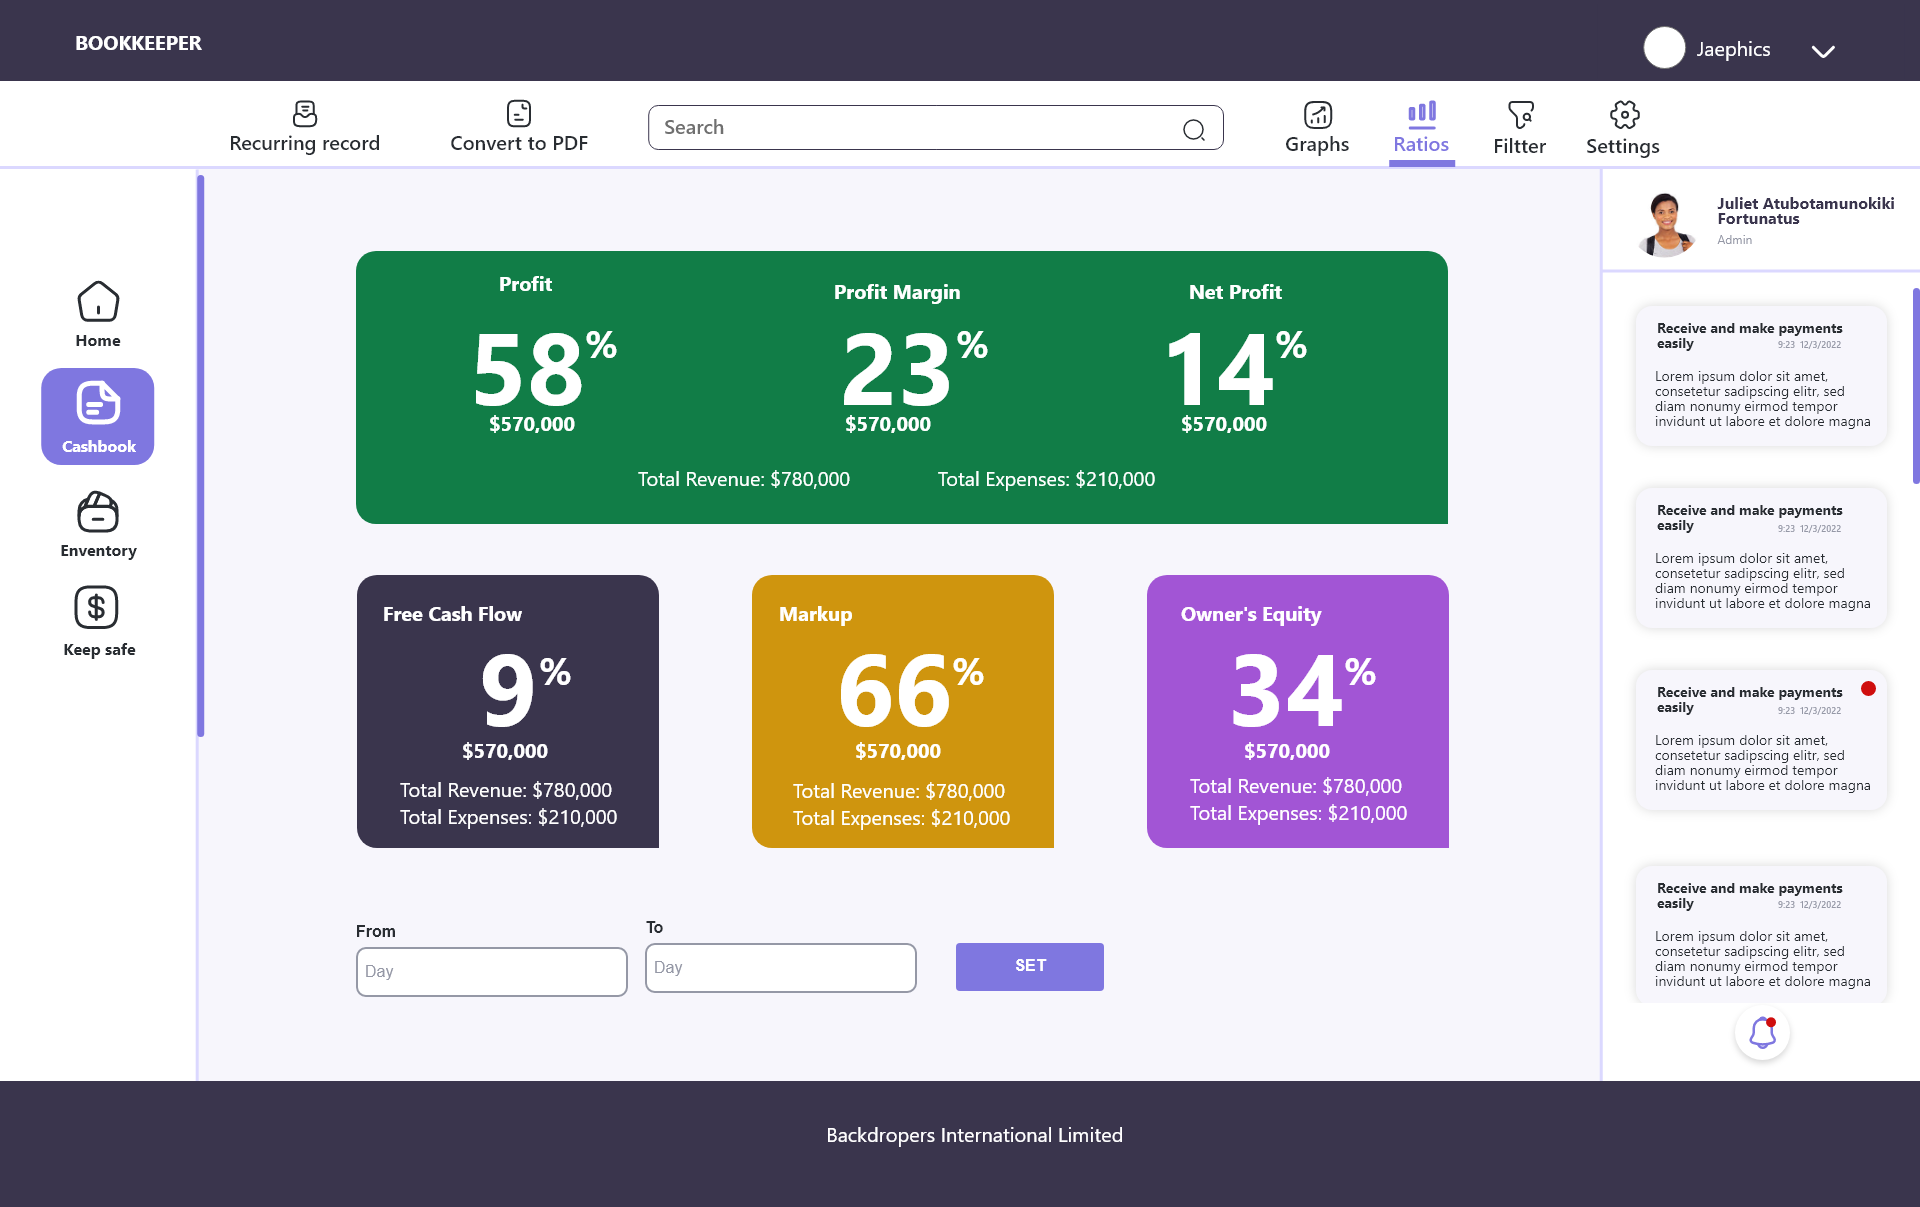 BOOKKEEPER
Jaephics
Recurring record
Convert to PDF
Search
Graphs
Ratios
Filtter
Settings
Home
Cashbook
Enventory
$
Keep safe
Profit
58%
$570,000
Profit Margin
23%
$570,000
Net Profit
14%
$570,000
Total Revenue: $780,000
Total Expenses: $210,000
Free Cash Flow
9%
$570,000
Total Revenue: $780,000
Total Expenses: $210,000
Markup
66%
$570,000
Total Revenue: $780,000
Total Expenses: $210,000
Owner's Equity
34%
$570,000
Total Revenue: $780,000
Total Expenses: $210,000
From
Day
To
Day
SET
Juliet Atubotamunokiki
Fortunatus
Admin
Receive and make payments
easily 9:23 12/3/2022
Lorem ipsum dolor sit amet,
consetetur sadipscing elitr, sed
diam nonumy eirmod tempor
invidunt ut labore et dolore magna
Receive and make payments
easily 9:23 12/3/2022
Lorem ipsum dolor sit amet,
consetetur sadipscing elitr, sed
diam nonumy eirmod tempor
invidunt ut labore et dolore magna
Receive and make payments
easily 9:23 12/3/2022
Lorem ipsum dolor sit amet,
consetetur sadipscing elitr, sed
diam nonumy eirmod tempor
invidunt ut labore et dolore magna
Receive and make payments
easily 9:23 12/3/2022
Lorem ipsum dolor sit amet,
consetetur sadipscing elitr, sed
diam nonumy eirmod tempor
invidunt ut labore et dolore magna
Backdropers International Limited